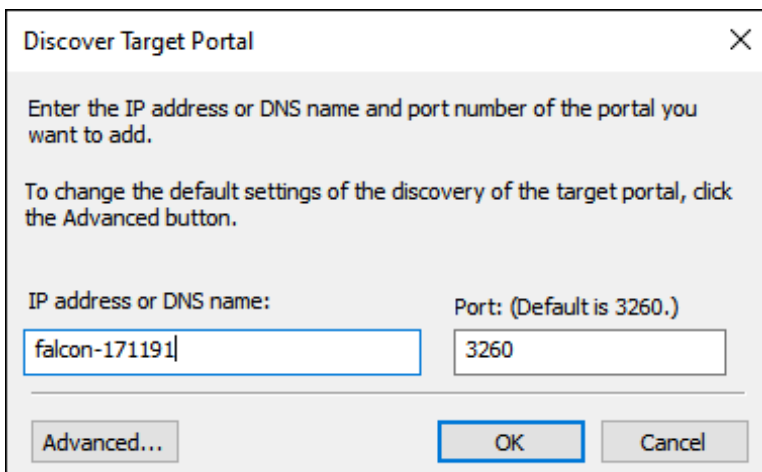 Discover Target Portal
Enter the IP address or DNS name and port number of the portal you
want to add.
To change the default settings of the discovery of the target portal, click
the Advanced button.
IP address or DNS name:
Port: (Default is 3260.)
falcon-171191
3260
Advanced...
OK
Cancel